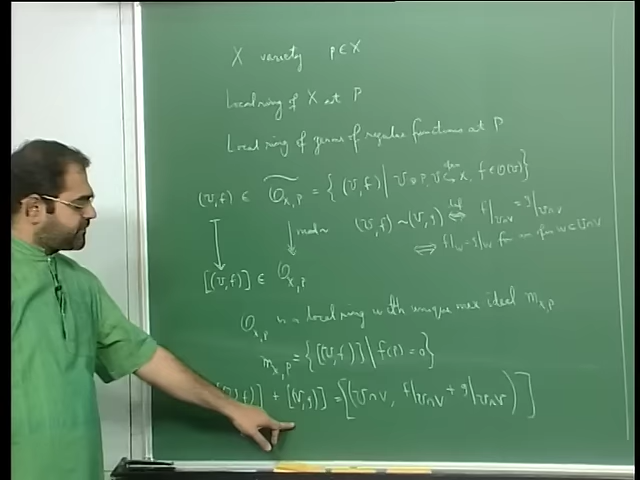 X variety p ∈ X
Local ring of X at P
Local ring of germs of regular functions at P
(U,f) ∈ Õ_{X,P} = { (U,f) | U ∋ P, U ⊂ X open, f ∈ O(U) }
(U,f) ~ (V,g) ⟺ f|_{U∩V} = g|_{U∩V}
⟺ f|_W = g|_W for an open W ⊆ U∩V
[(U,f)] ∈ O_{X,P}
O_{X,P} is a local ring with unique max ideal m_{X,P}
m_{X,P} = { [(U,f)] | f(P) = 0 }
[(U,f)] + [(V,g)] = [(U∩V, f|_{U∩V} + g|_{U∩V})]